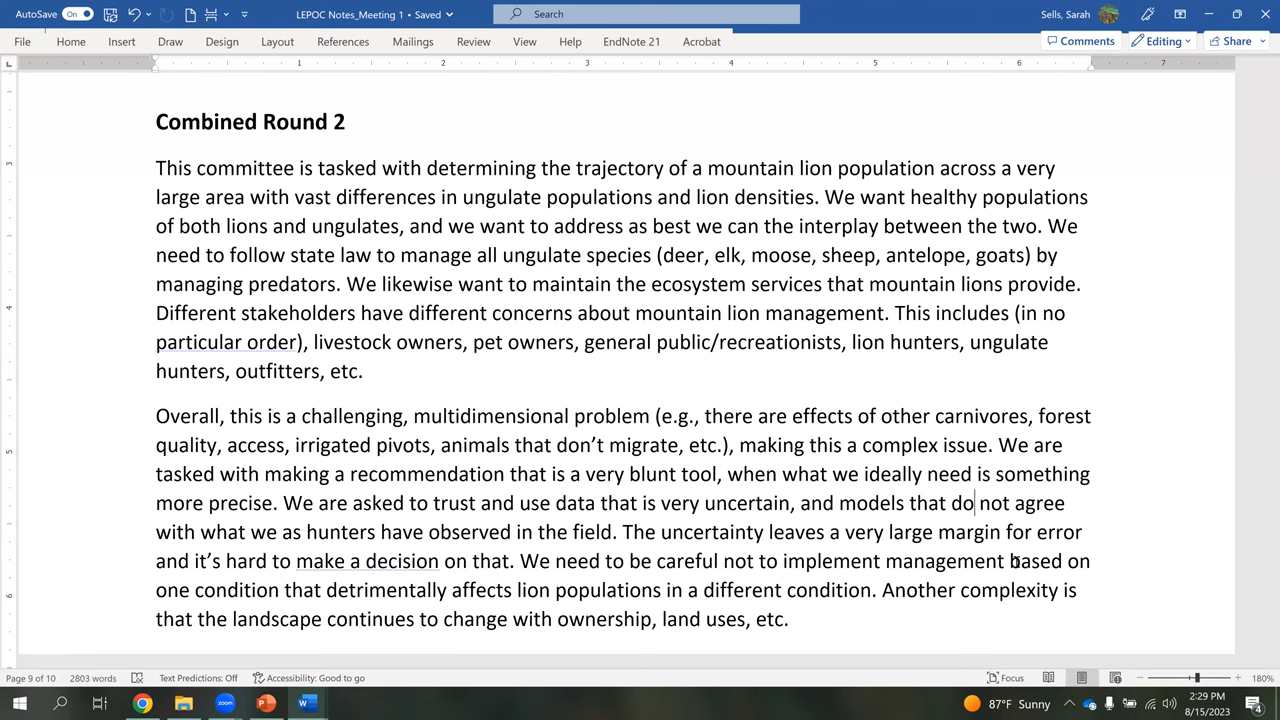 AutoSave On LEPOC Notes_Meeting 1 • Saved Search Sells, Sarah
File Home Insert Draw Design Layout References Mailings Review View Help EndNote 21 Acrobat Comments Editing Share
1 2 3 4 5 6 7
Combined Round 2
This committee is tasked with determining the trajectory of a mountain lion population across a very
large area with vast differences in ungulate populations and lion densities. We want healthy populations
of both lions and ungulates, and we want to address as best we can the interplay between the two. We
need to follow state law to manage all ungulate species (deer, elk, moose, sheep, antelope, goats) by
managing predators. We likewise want to maintain the ecosystem services that mountain lions provide.
Different stakeholders have different concerns about mountain lion management. This includes (in no
particular order), livestock owners, pet owners, general public/recreationists, lion hunters, ungulate
hunters, outfitters, etc.
Overall, this is a challenging, multidimensional problem (e.g., there are effects of other carnivores, forest
quality, access, irrigated pivots, animals that don’t migrate, etc.), making this a complex issue. We are
tasked with making a recommendation that is a very blunt tool, when what we ideally need is something
more precise. We are asked to trust and use data that is very uncertain, and models that do not agree
with what we as hunters have observed in the field. The uncertainty leaves a very large margin for error
and it’s hard to make a decision on that. We need to be careful not to implement management based on
one condition that detrimentally affects lion populations in a different condition. Another complexity is
that the landscape continues to change with ownership, land uses, etc.
3
4
5
6
Page 9 of 10 2803 words Text Predictions: Off Accessibility: Good to go Focus 180%
zoom 87°F Sunny 2:29 PM
8/15/2023 4